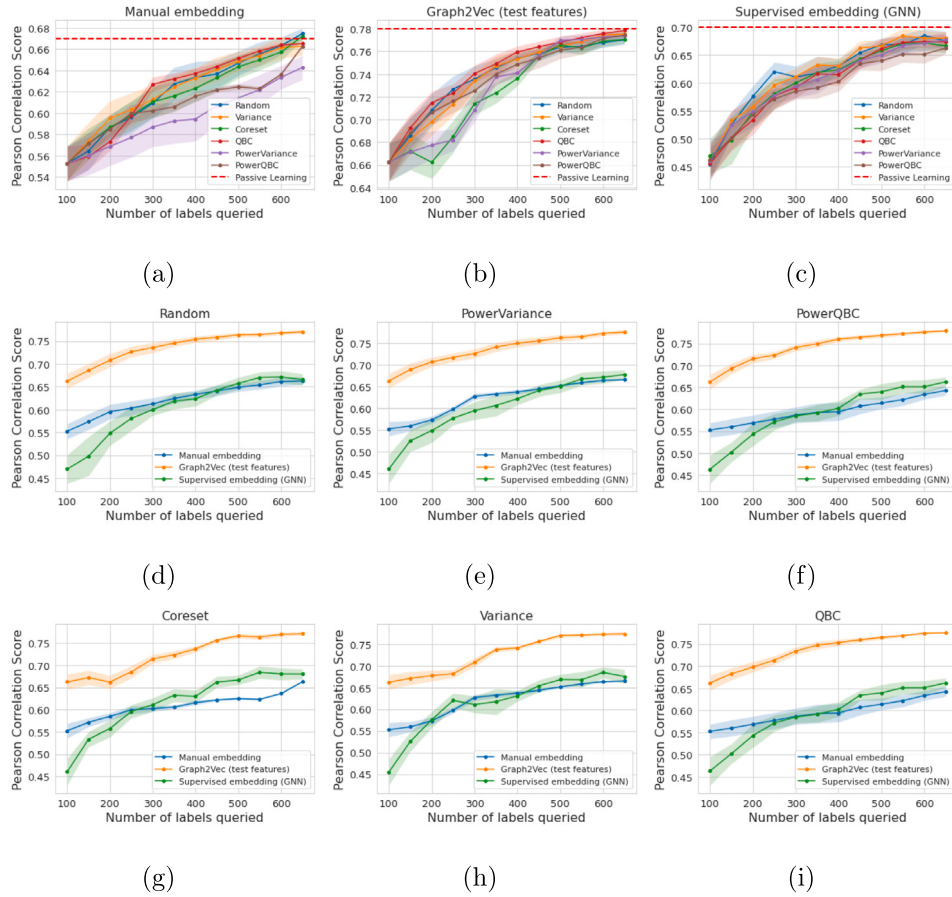 Manual embedding
Pearson Correlation Score
0.68
0.66
0.64
0.62
0.60
0.58
0.56
0.54
Random
Variance
Coreset
QBC
PowerVariance
PowerQBC
Passive Learning
100 200 300 400 500 600
Number of labels queried
(a)
Graph2Vec (test features)
Pearson Correlation Score
0.78
0.76
0.74
0.72
0.70
0.68
0.66
0.64
Random
Variance
Coreset
QBC
PowerVariance
PowerQBC
Passive Learning
100 200 300 400 500 600
Number of labels queried
(b)
Supervised embedding (GNN)
Pearson Correlation Score
0.70
0.65
0.60
0.55
0.50
0.45
Random
Variance
Coreset
QBC
PowerVariance
PowerQBC
Passive Learning
100 200 300 400 500 600
Number of labels queried
(c)
Random
Pearson Correlation Score
0.75
0.70
0.65
0.60
0.55
0.50
0.45
Manual embedding
Graph2Vec (test features)
Supervised embedding (GNN)
100 200 300 400 500 600
Number of labels queried
(d)
PowerVariance
Pearson Correlation Score
0.75
0.70
0.65
0.60
0.55
0.50
0.45
Manual embedding
Graph2Vec (test features)
Supervised embedding (GNN)
100 200 300 400 500 600
Number of labels queried
(e)
PowerQBC
Pearson Correlation Score
0.75
0.70
0.65
0.60
0.55
0.50
0.45
Manual embedding
Graph2Vec (test features)
Supervised embedding (GNN)
100 200 300 400 500 600
Number of labels queried
(f)
Coreset
Pearson Correlation Score
0.75
0.70
0.65
0.60
0.55
0.50
0.45
Manual embedding
Graph2Vec (test features)
Supervised embedding (GNN)
100 200 300 400 500 600
Number of labels queried
(g)
Variance
Pearson Correlation Score
0.75
0.70
0.65
0.60
0.55
0.50
0.45
Manual embedding
Graph2Vec (test features)
Supervised embedding (GNN)
100 200 300 400 500 600
Number of labels queried
(h)
QBC
Pearson Correlation Score
0.75
0.70
0.65
0.60
0.55
0.50
0.45
Manual embedding
Graph2Vec (test features)
Supervised embedding (GNN)
100 200 300 400 500 600
Number of labels queried
(i)